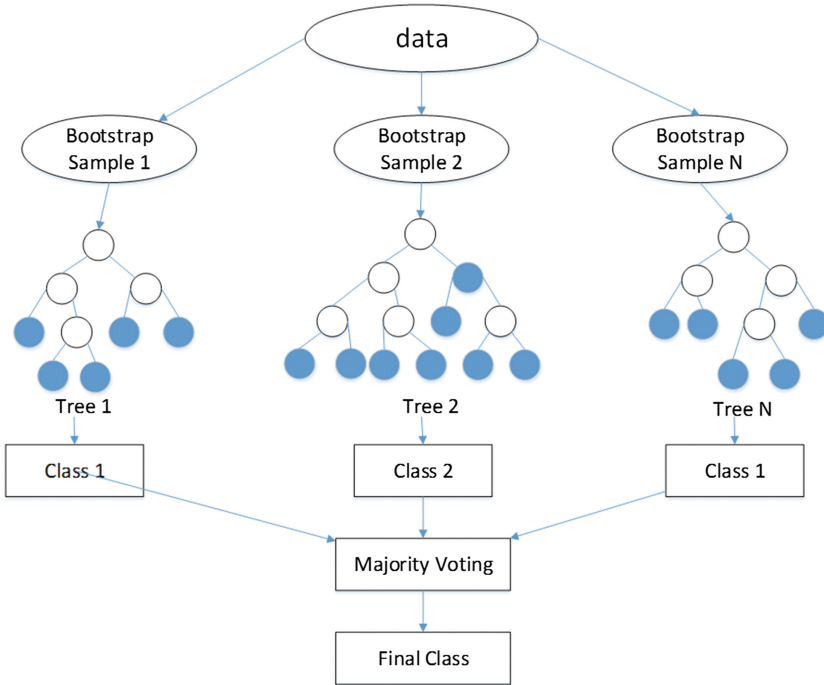 data
Bootstrap
Sample 1
Bootstrap
Sample 2
Bootstrap
Sample N
Tree 1
Tree 2
Tree N
Class 1
Class 2
Class 1
Majority Voting
Final Class